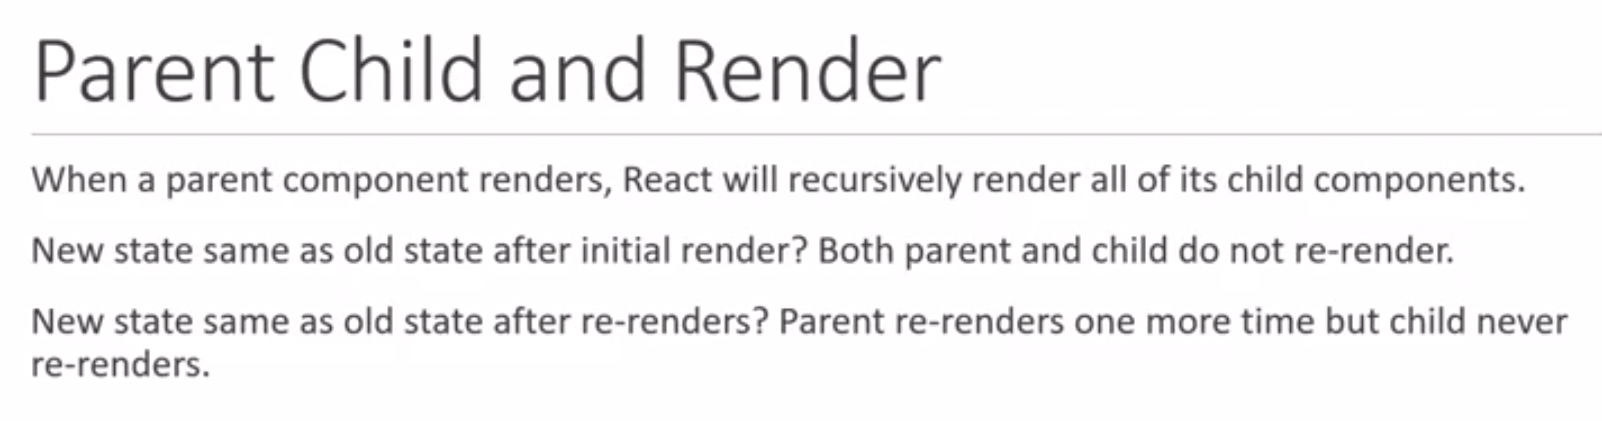 Parent Child and Render
When a parent component renders, React will recursively render all of its child components.
New state same as old state after initial render? Both parent and child do not re-render.
New state same as old state after re-renders? Parent re-renders one more time but child never
re-renders.